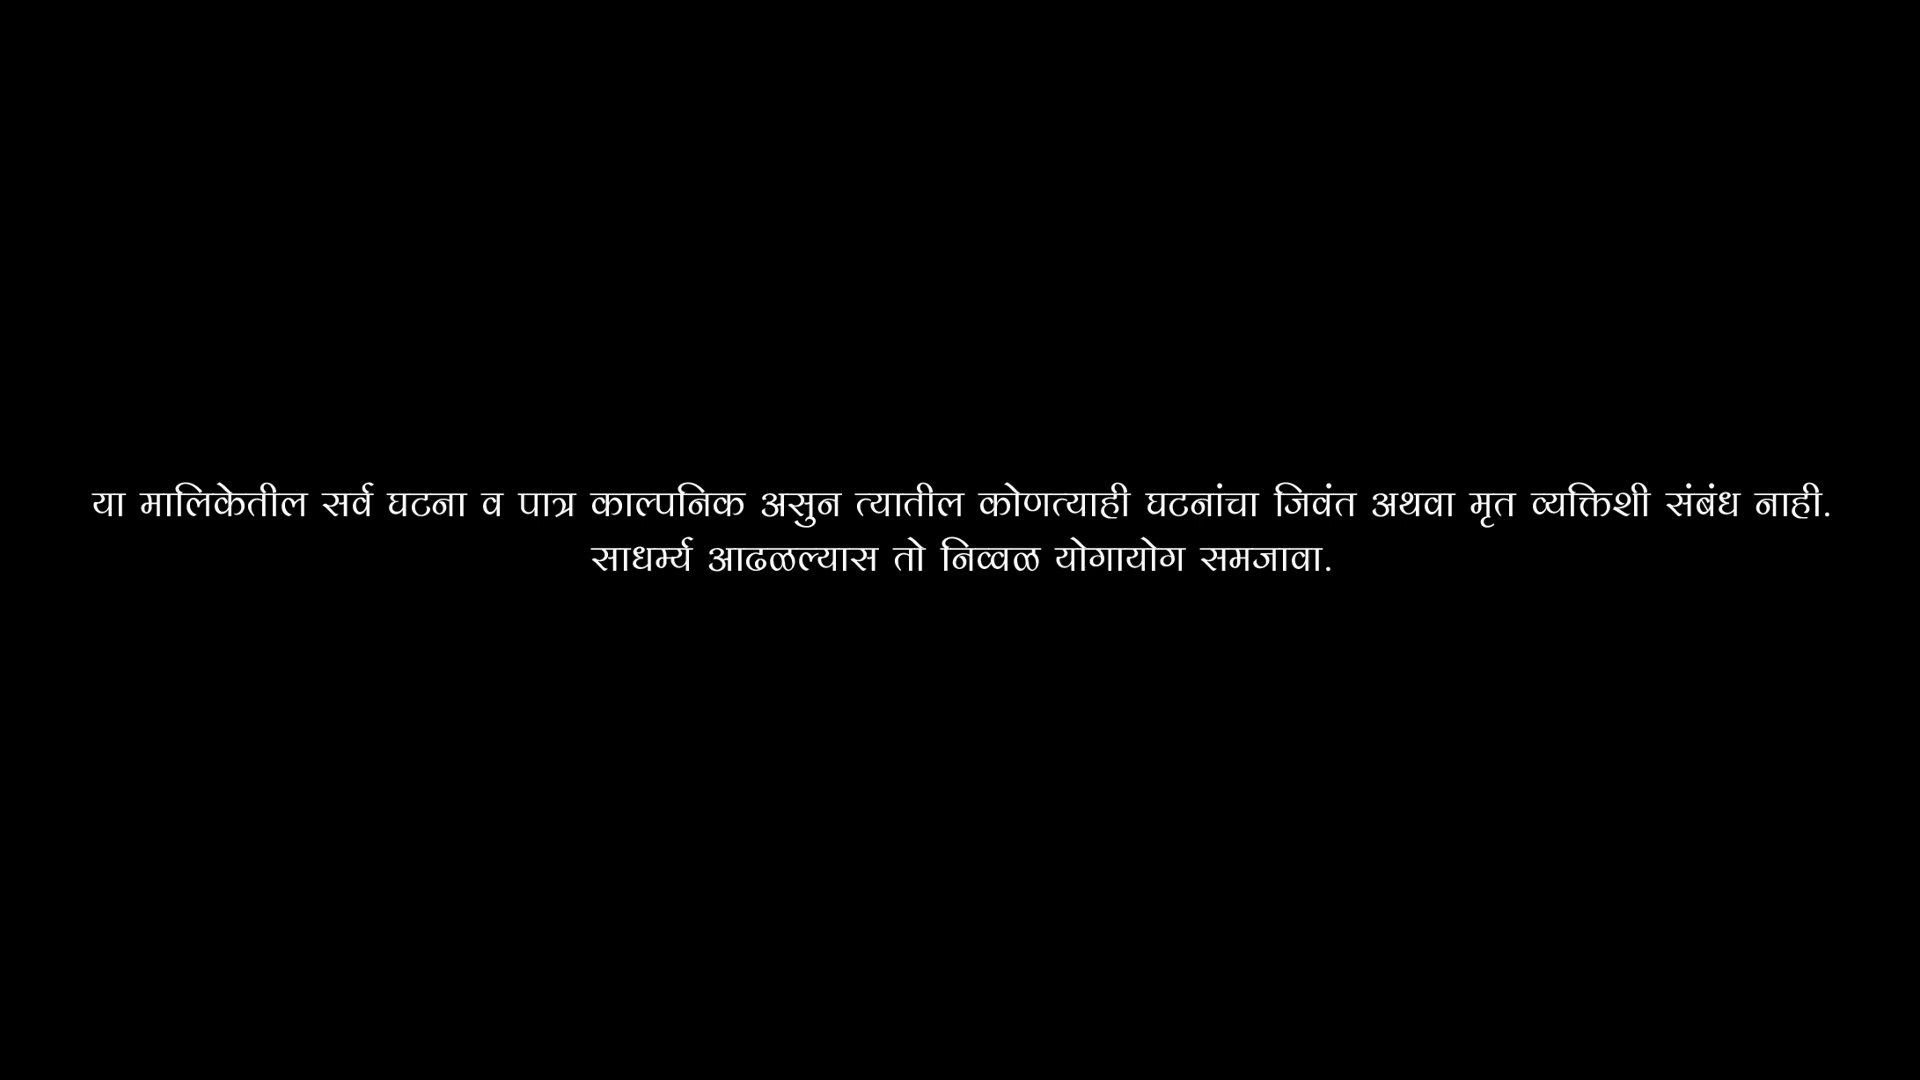 या मालिकेतील सर्व घटना व पात्र काल्पनिक असुन त्यातील कोणत्याही घटनांचा जिवंत अथवा मृत व्यक्तिशी संबंध नाही.
साधर्म्य आढळल्यास तो निव्वळ योगायोग समजावा.